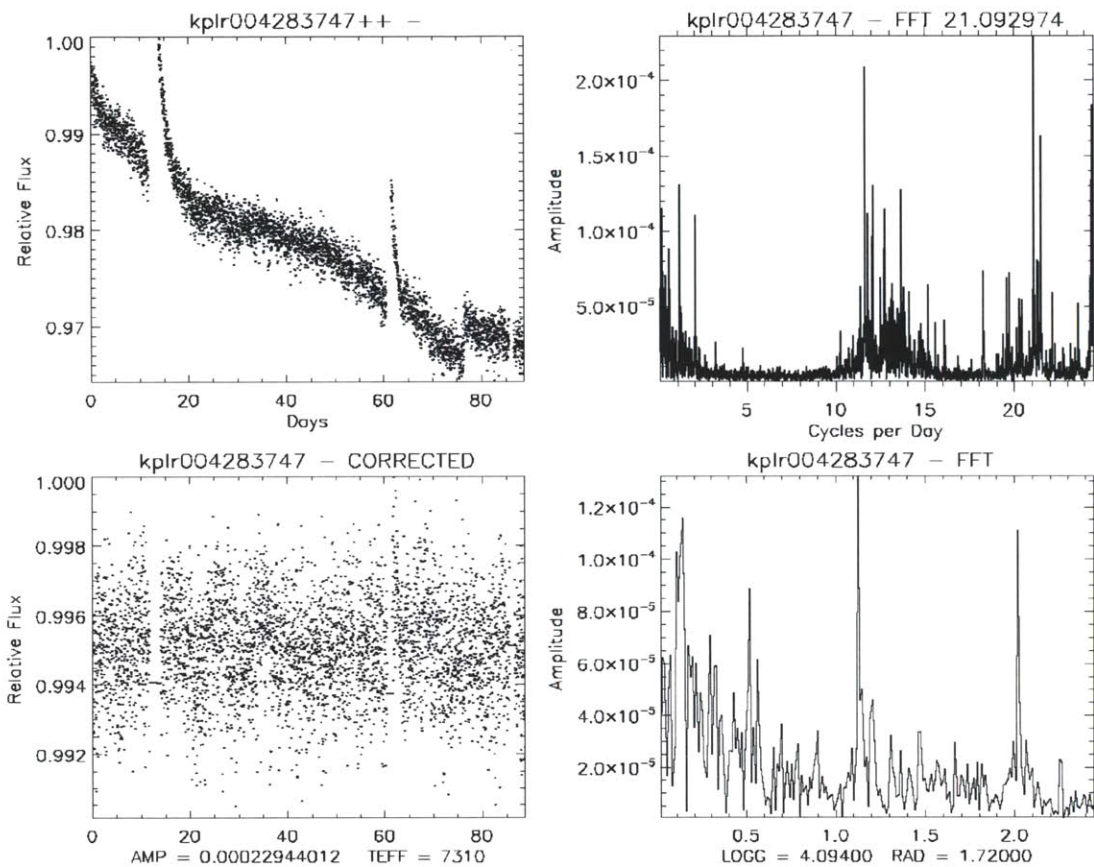 kplr004283747++ -
1.00
0.99
0.98
0.97
Relative Flux
0 20 40 60 80
Days
kplr004283747 - FFT 21.092974
2.0×10⁻⁴
1.5×10⁻⁴
1.0×10⁻⁴
5.0×10⁻⁵
Amplitude
5 10 15 20
Cycles per Day
kplr004283747 - CORRECTED
1.000
0.998
0.996
0.994
0.992
Relative Flux
0 20 40 60 80
AMP = 0.00022944012 TEFF = 7310
kplr004283747 - FFT
1.2×10⁻⁴
1.0×10⁻⁴
8.0×10⁻⁵
6.0×10⁻⁵
4.0×10⁻⁵
2.0×10⁻⁵
Amplitude
0.5 1.0 1.5 2.0
LOGG = 4.09400 RAD = 1.72000